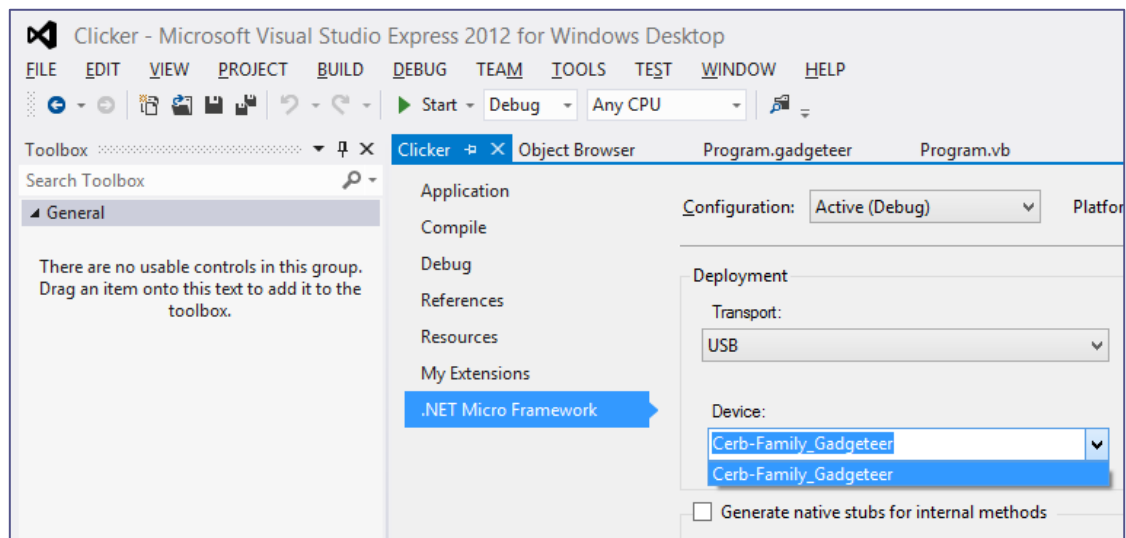 Clicker - Microsoft Visual Studio Express 2012 for Windows Desktop
FILE EDIT VIEW PROJECT BUILD DEBUG TEAM TOOLS TEST WINDOW HELP
Start Debug Any CPU
Toolbox
Search Toolbox
General
There are no usable controls in this group.
Drag an item onto this text to add it to the
toolbox.
Clicker Object Browser Program.gadgeteer Program.vb
Application
Compile
Debug
References
Resources
My Extensions
.NET Micro Framework
Configuration: Active (Debug) Platfor
Deployment
Transport:
USB
Device:
Cerb-Family_Gadgeteer
Cerb-Family_Gadgeteer
Generate native stubs for internal methods